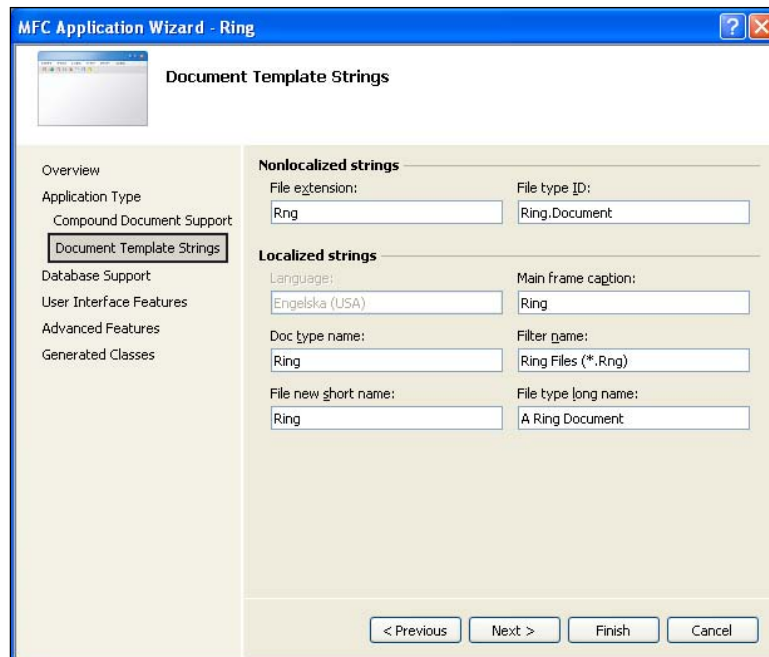 MFC Application Wizard - Ring
Document Template Strings
Overview
Application Type
Compound Document Support
Document Template Strings
Database Support
User Interface Features
Advanced Features
Generated Classes
Nonlocalized strings
File extension:
File type ID:
Rng
Ring.Document
Localized strings
Language:
Main frame caption:
Engelska (USA)
Ring
Doc type name:
Filter name:
Ring
Ring Files (*.Rng)
File new short name:
File type long name:
Ring
A Ring Document
< Previous
Next >
Finish
Cancel